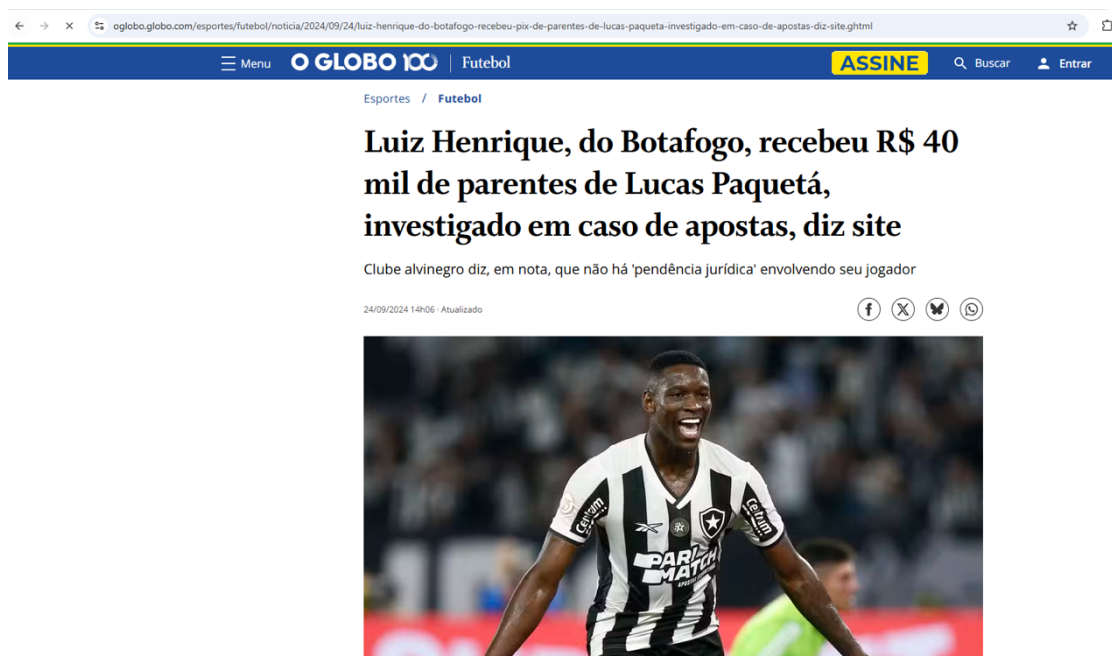 oglobo.globo.com/esportes/futebol/noticia/2024/09/24/luiz-henrique-do-botafogo-recebeu-pix-de-parentes-de-lucas-paqueta-investigado-em-caso-de-apostas-diz-site.ghtml
Menu O GLOBO 100 | Futebol ASSINE Buscar Entrar
Esportes / Futebol
Luiz Henrique, do Botafogo, recebeu R$ 40
mil de parentes de Lucas Paquetá,
investigado em caso de apostas, diz site
Clube alvinegro diz, em nota, que não há 'pendência jurídica' envolvendo seu jogador
24/09/2024 14h06 · Atualizado
Centrum
Centrum
PARI
MATCH